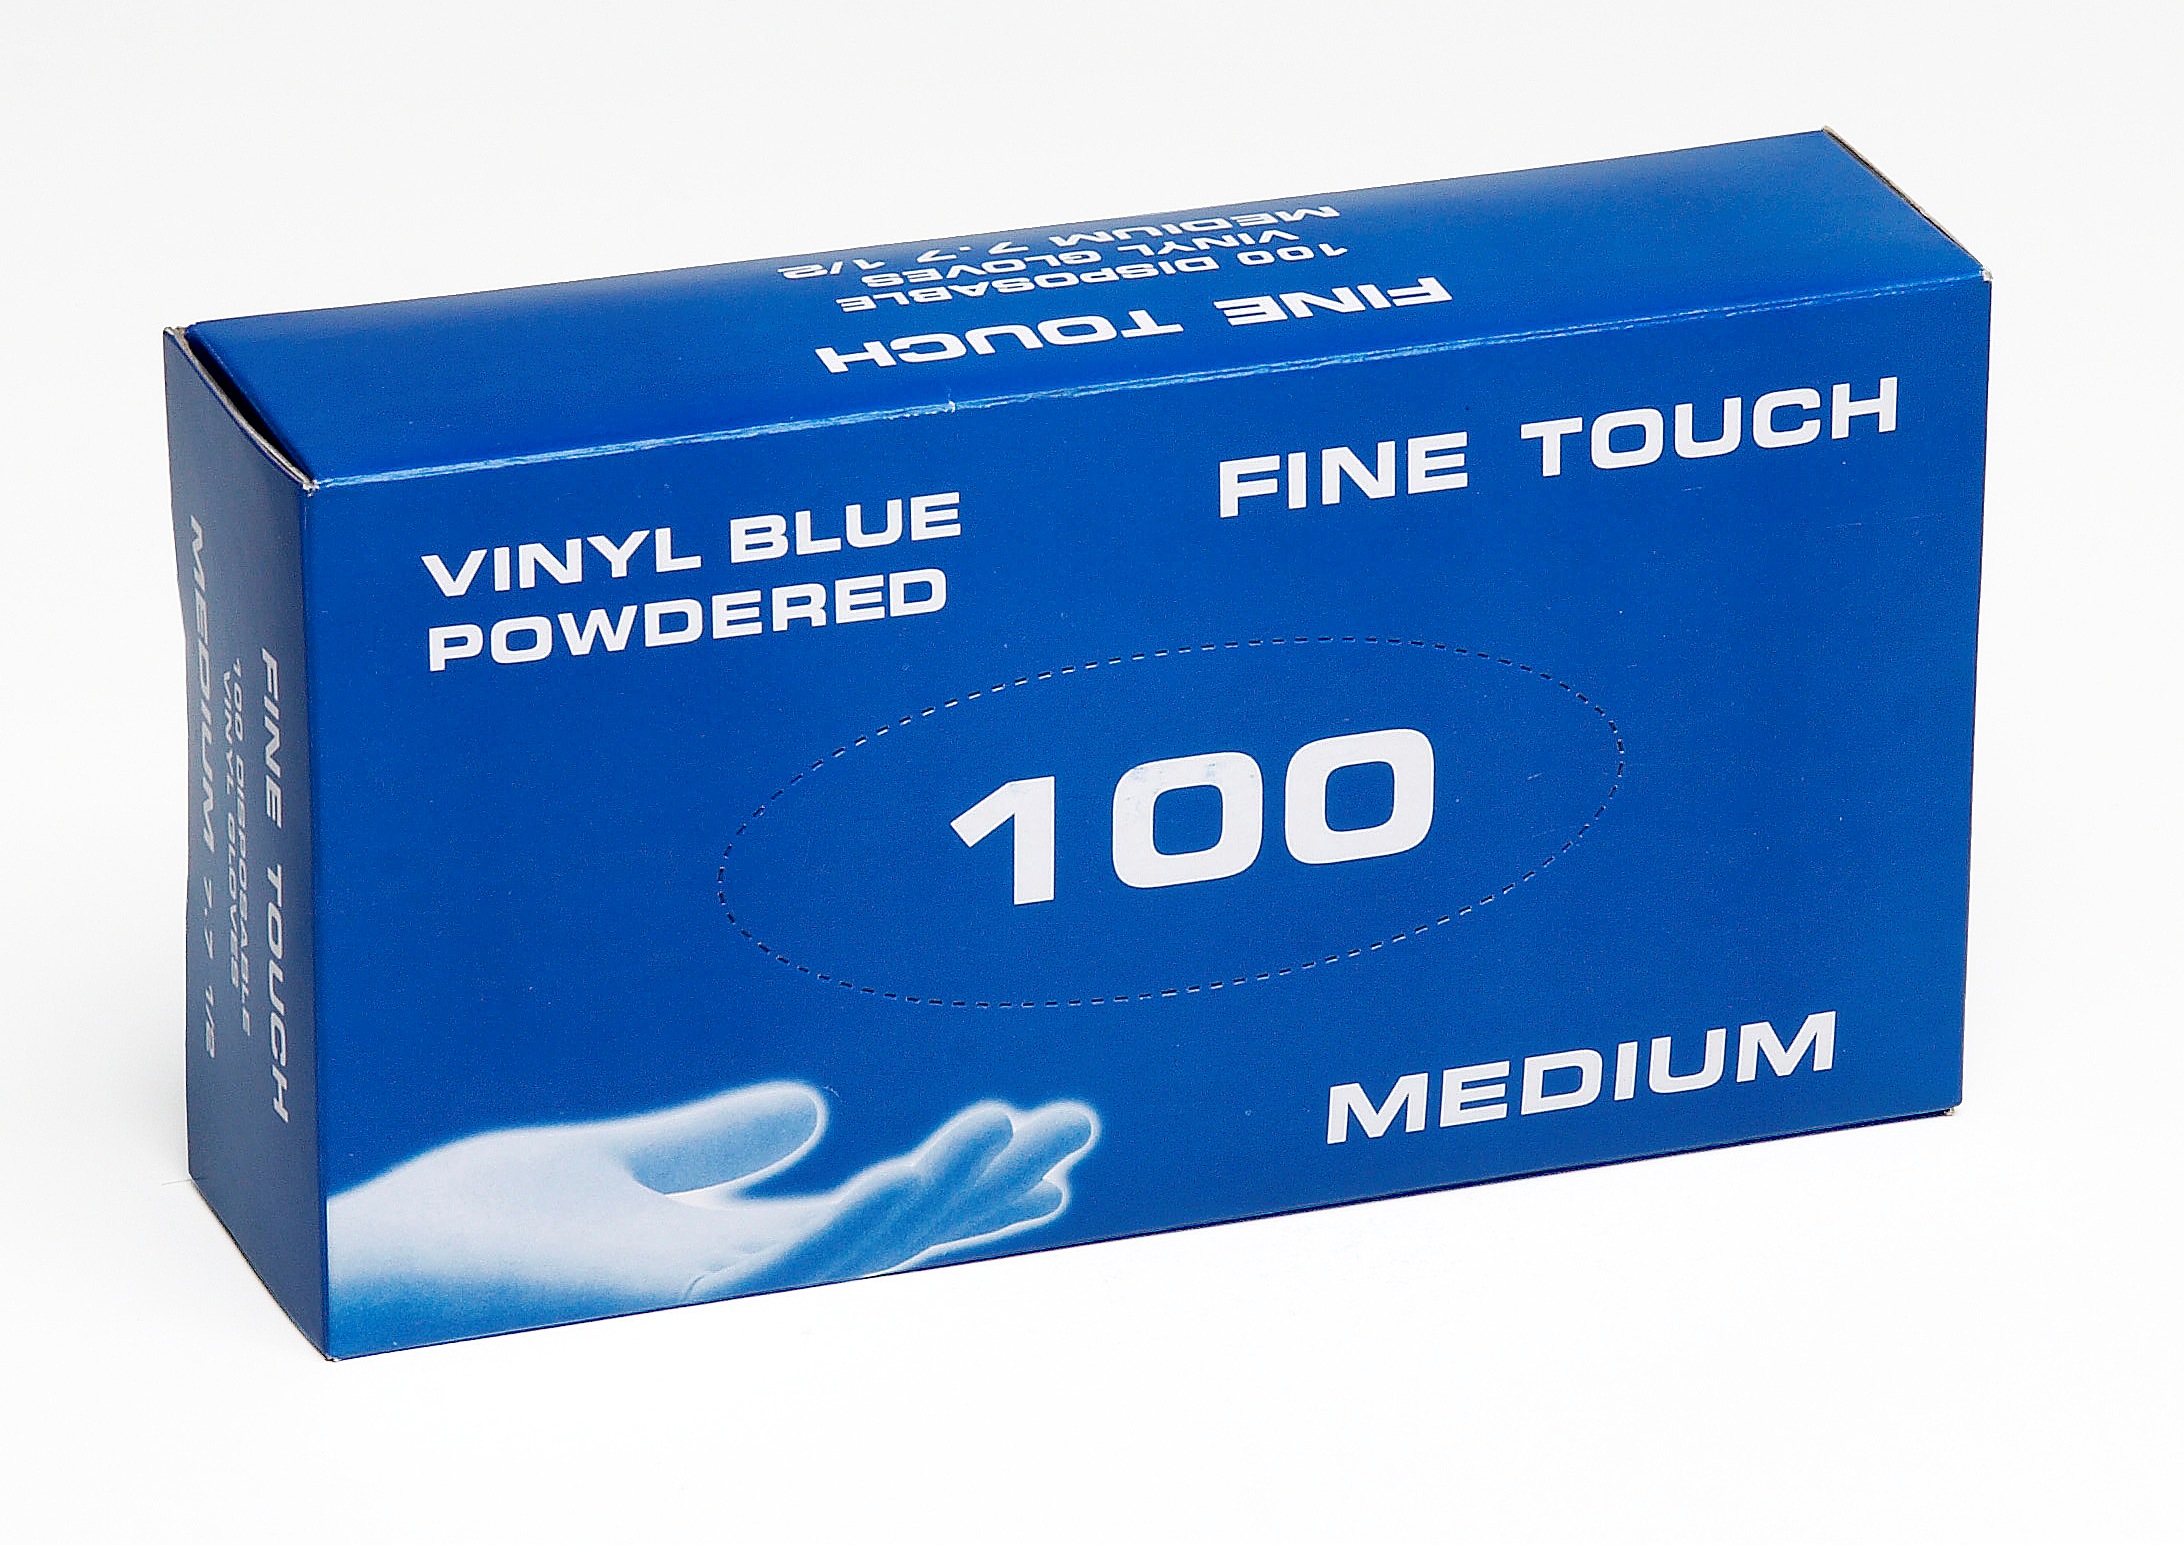 MEDIUM 7.7 1/2
VINYL GLOVES
100 DISPOSABLE
FINE TOUCH
FINE TOUCH
VINYL BLUE
POWDERED
100
MEDIUM
FINE TOUCH
100 DISPOSABLE
VINYL GLOVES
MEDIUM 7.7 1/2